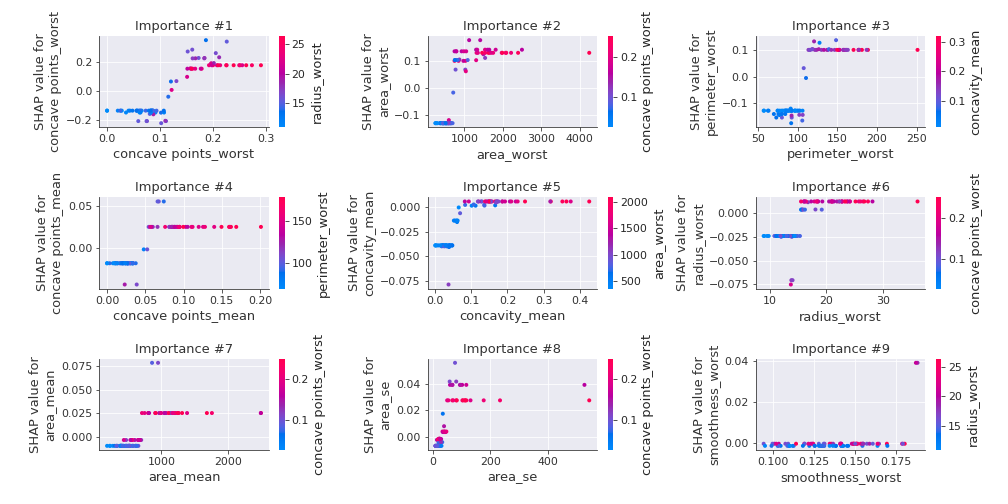 Importance #1
SHAP value for
concave points_worst
0.2
0.0
−0.2
0.0
0.1
0.2
0.3
concave points_worst
25
20
15
radius_worst
Importance #2
SHAP value for
area_worst
0.1
0.0
−0.1
1000
2000
3000
4000
area_worst
0.2
0.1
concave points_worst
Importance #3
SHAP value for
perimeter_worst
0.1
0.0
−0.1
50
100
150
200
250
perimeter_worst
0.3
0.2
0.1
concavity_mean
Importance #4
SHAP value for
concave points_mean
0.05
0.00
0.00
0.05
0.10
0.15
0.20
concave points_mean
150
100
perimeter_worst
Importance #5
SHAP value for
concavity_mean
0.000
−0.025
−0.050
−0.075
0.0
0.1
0.2
0.3
0.4
concavity_mean
2000
1500
1000
500
area_worst
Importance #6
SHAP value for
radius_worst
0.000
−0.025
−0.050
−0.075
10
20
30
radius_worst
0.2
0.1
concave points_worst
Importance #7
SHAP value for
area_mean
0.075
0.050
0.025
0.000
1000
2000
area_mean
0.2
0.1
concave points_worst
Importance #8
SHAP value for
area_se
0.04
0.02
0.00
0
200
400
area_se
0.2
0.1
concave points_worst
Importance #9
SHAP value for
smoothness_worst
0.04
0.02
0.00
0.100
0.125
0.150
0.175
smoothness_worst
25
20
15
radius_worst